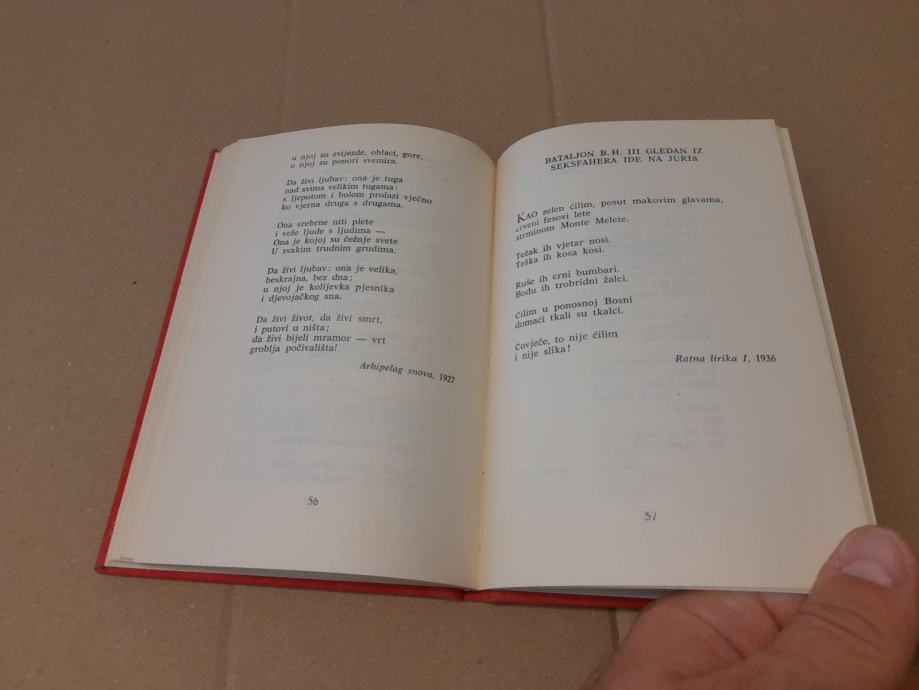 u njoj su zvijezde, oblaci, gore,
u njoj su ponori svemira.
Da živi ljubav: ona je tuga
nad svima velikim tugama:
s ljepotom i bolom prolazi vječno
ko vjerna druga s drugama.
Ona srebrne niti plete
i veže ljude s ljudima —
Ona je kojoj su čežnje svete
U svakim trudnim grudima.
Da živi ljubav: ona je velika,
beskrajna, bez dna;
u njoj je kolijevka pjesnika
i djevojačkog sna.
Da živi život, da živi smrt,
i putovi u ništa;
da živi bijeli mramor — vrt
groblja počivališta!
Arhipelag snova, 1927
56
BATALJON B. H. III GLEDAN IZ
SEKSFAHERA IDE NA JURIS
KAO zelen ćilim, posut makovim glavama,
crveni fesovi lete
strminom Monte Melete.
Težak ih vjetar nosi.
Teška ih kosa kosi.
Ruše ih crni bumbari.
Bodu ih trobridni žalci.
Ćilim u ponosnoj Bosni
domaći tkali su tkalci.
Čovječe, to nije ćilim
i nije slika!
Ratna lirika 1, 1936
57